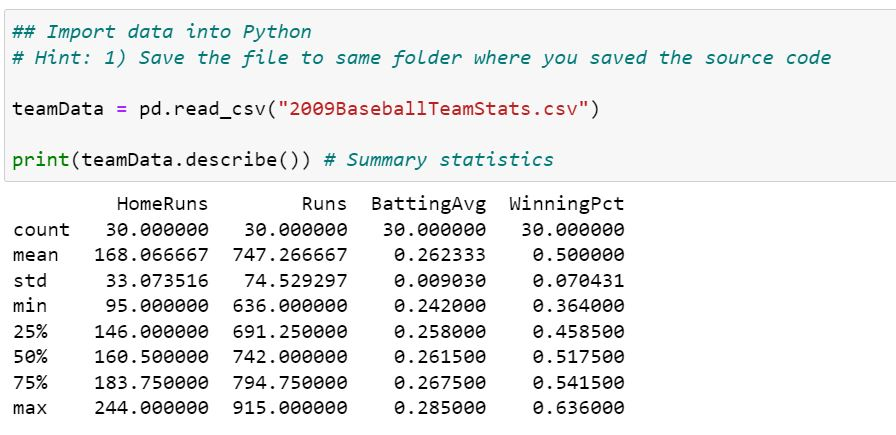 ## Import data into Python
# Hint: 1) Save the file to same folder where you saved the source code
teamData = pd.read_csv("2009BaseballTeamStats.csv")
print(teamData.describe()) # Summary statistics
HomeRuns Runs BattingAvg WinningPct
count 30.000000 30.000000 30.000000 30.000000
mean 168.066667 747.266667 0.262333 0.500000
std 33.073516 74.529297 0.009030 0.070431
min 95.000000 636.000000 0.242000 0.364000
25% 146.000000 691.250000 0.258000 0.458500
50% 160.500000 742.000000 0.261500 0.517500
75% 183.750000 794.750000 0.267500 0.541500
max 244.000000 915.000000 0.285000 0.636000